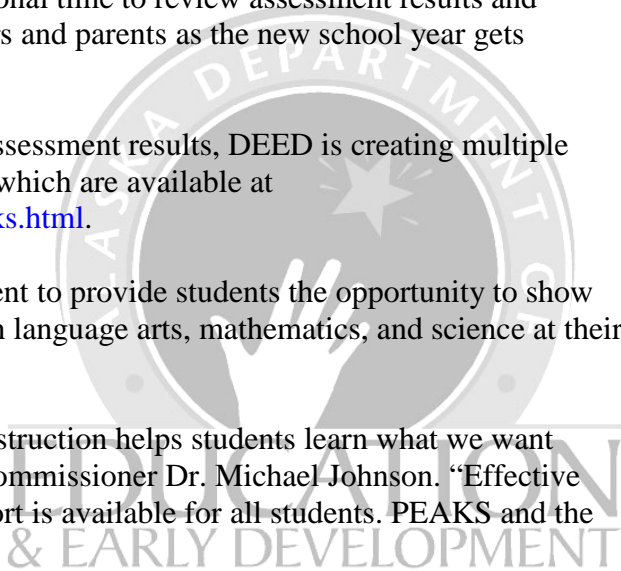 onal time to review assessment results and
rs and parents as the new school year gets
ssessment results, DEED is creating multiple
which are available at
ks.html.
ent to provide students the opportunity to show
n language arts, mathematics, and science at their
struction helps students learn what we want
ommissioner Dr. Michael Johnson. “Effective
ort is available for all students. PEAKS and the
ALASKA DEPARTMENT OF
EDUCATION
& EARLY DEVELOPMENT